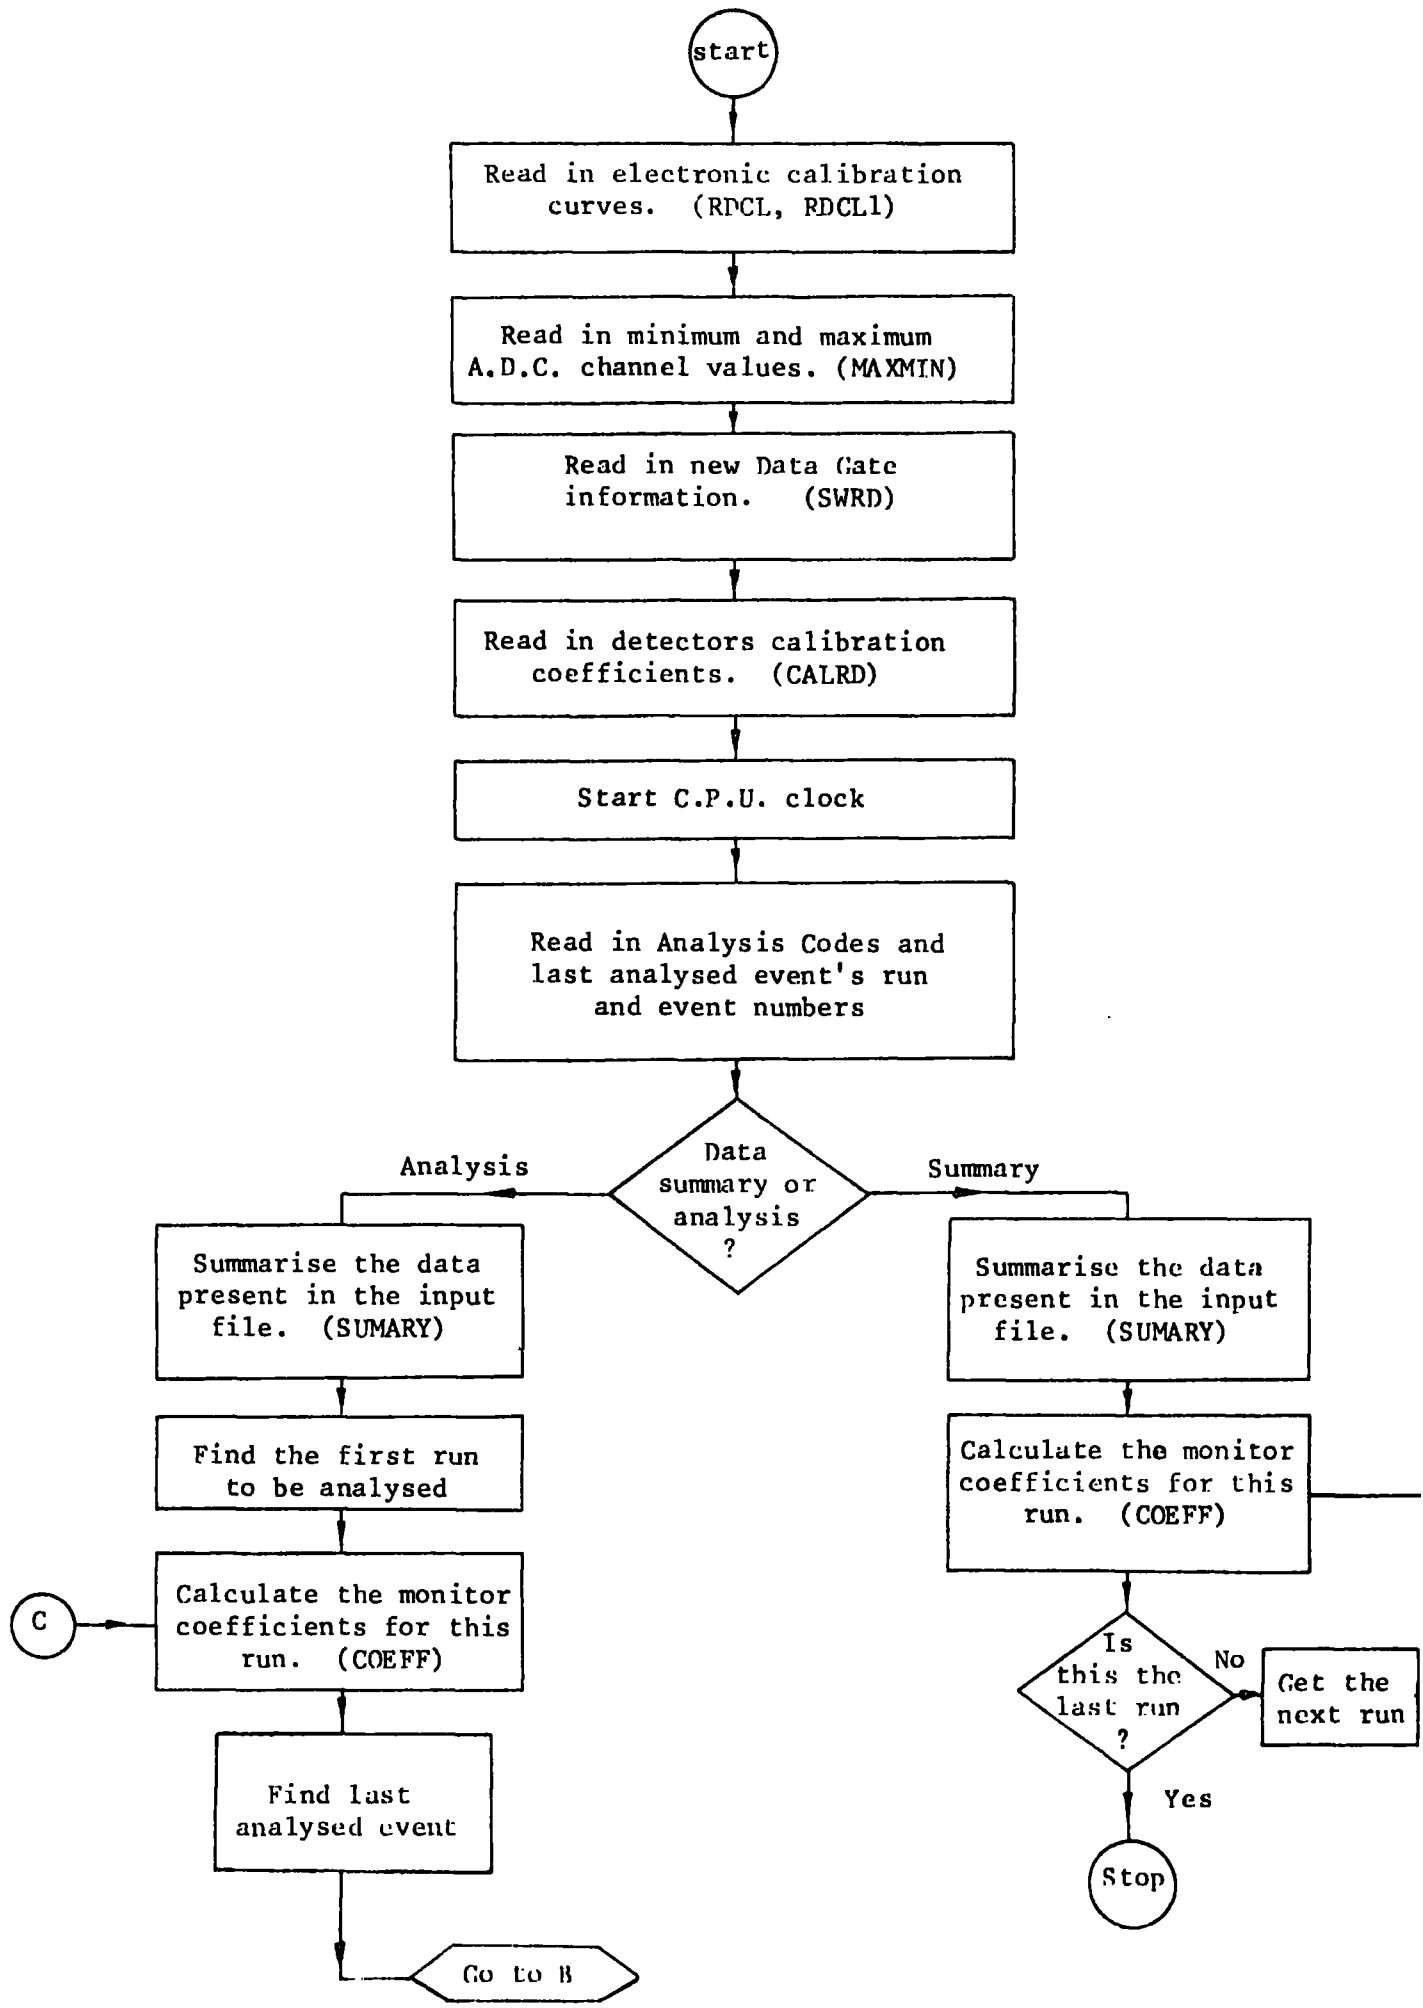 start
Read in electronic calibration
curves. (RDCL, RDCL1)
Read in minimum and maximum
A.D.C. channel values. (MAXMIN)
Read in new Data Gate
information. (SWRD)
Read in detectors calibration
coefficients. (CALRD)
Start C.P.U. clock
Read in Analysis Codes and
last analysed event's run
and event numbers
Data
summary or
analysis
?
Analysis
Summary
Summarise the data
present in the input
file. (SUMARY)
Find the first run
to be analysed
C
Calculate the monitor
coefficients for this
run. (COEFF)
Find last
analysed event
Go to B
Summarise the data
present in the input
file. (SUMARY)
Calculate the monitor
coefficients for this
run. (COEFF)
Is
this the
last run
?
No
Get the
next run
Yes
Stop